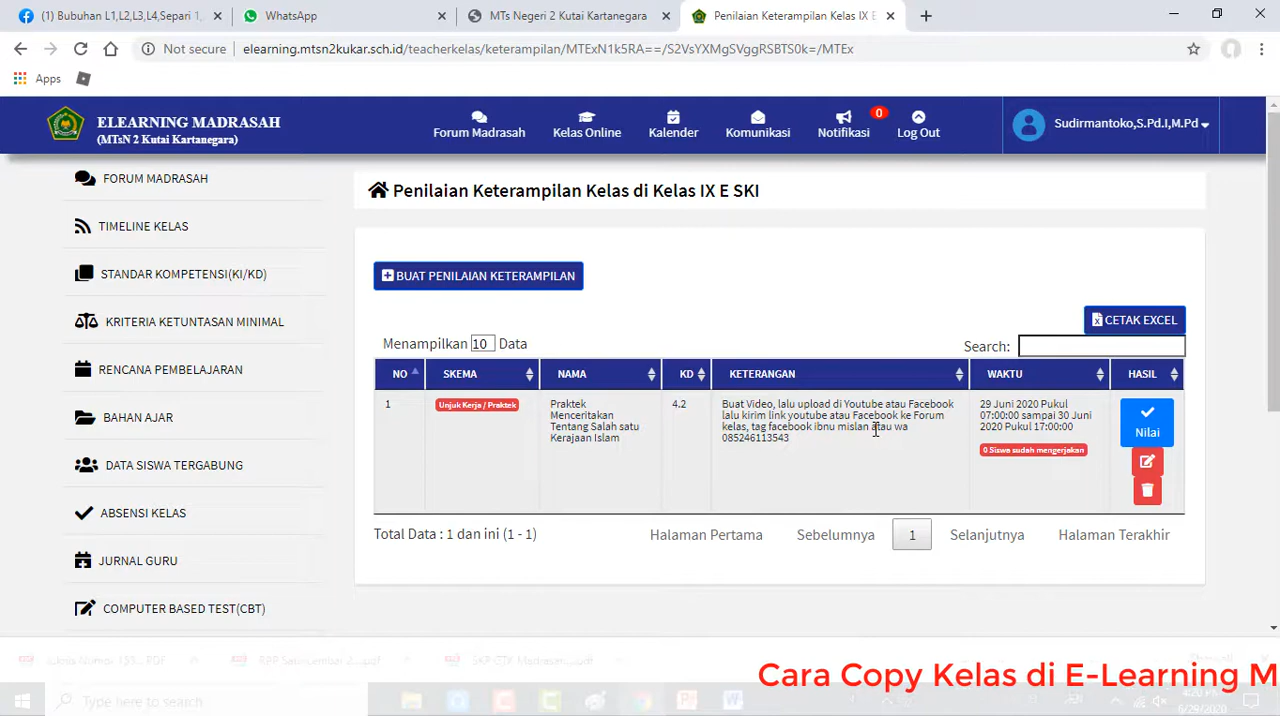 (1) Bubuhan L1,L2,L3,L4,Separi 1,
WhatsApp
MTs Negeri 2 Kutai Kartanegara
Penilaian Keterampilan Kelas IX E
Not secure
elearning.mtsn2kukar.sch.id/teacherkelas/keterampilan/MTExN1k5RA==/S2VsYXMgSVggRSBTS0k=/MTEx
Apps
ELEARNING MADRASAH
(MTsN 2 Kutai Kartanegara)
Forum Madrasah
Kelas Online
Kalender
Komunikasi
Notifikasi
0
Log Out
Sudirmantoko,S.Pd.I,M.Pd
FORUM MADRASAH
TIMELINE KELAS
STANDAR KOMPETENSI(KI/KD)
KRITERIA KETUNTASAN MINIMAL
RENCANA PEMBELAJARAN
BAHAN AJAR
DATA SISWA TERGABUNG
ABSENSI KELAS
JURNAL GURU
COMPUTER BASED TEST(CBT)
Penilaian Keterampilan Kelas di Kelas IX E SKI
BUAT PENILAIAN KETERAMPILAN
CETAK EXCEL
Menampilkan 10 Data
Search:
NO SKEMA NAMA KD KETERANGAN WAKTU HASIL
1
Unjuk Kerja / Praktek
Praktek
Menceritakan
Tentang Salah satu
Kerajaan Islam
4.2
Buat Video, lalu upload di Youtube atau Facebook
lalu kirim link youtube atau Facebook ke Forum
kelas, tag facebook ibnu mislan atau wa
085246113543
29 Juni 2020 Pukul
07:00:00 sampai 30 Juni
2020 Pukul 17:00:00
0 Siswa sudah mengerjakan
Nilai
Total Data : 1 dan ini (1 - 1)
Halaman Pertama
Sebelumnya
1
Selanjutnya
Halaman Terakhir
Cara Copy Kelas di E-Learning M
Type here to search
6/29/2020